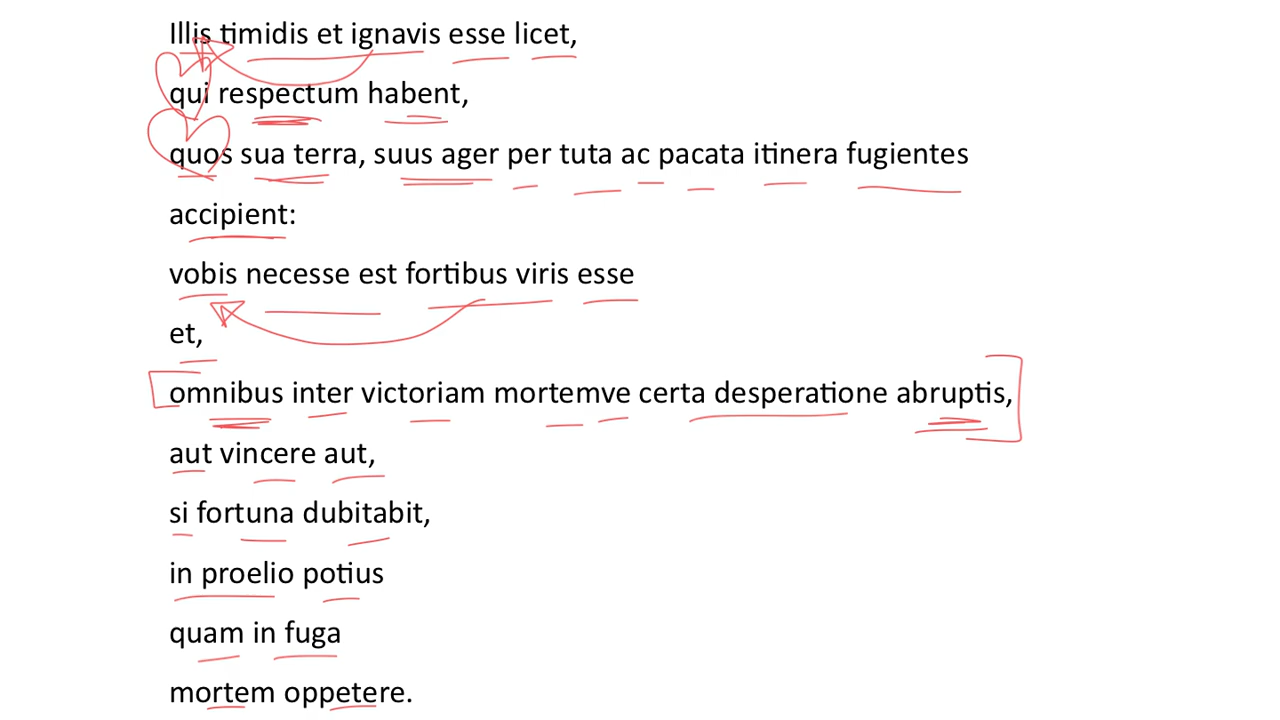 Illis timidis et ignavis esse licet,
qui respectum habent,
quos sua terra, suus ager per tuta ac pacata itinera fugientes
accipient:
vobis necesse est fortibus viris esse
et,
omnibus inter victoriam mortemve certa desperatione abruptis,
aut vincere aut,
si fortuna dubitabit,
in proelio potius
quam in fuga
mortem oppetere.